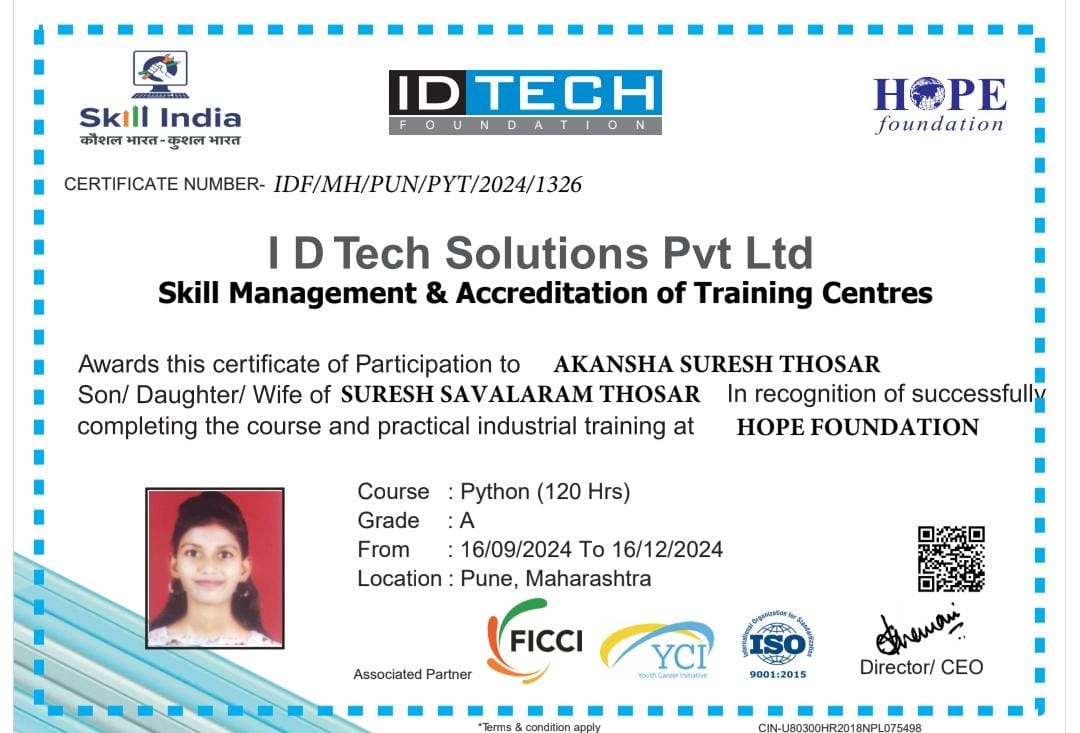 Skill India
कौशल भारत-कुशल भारत
ID TECH
FOUNDATION
HOPE
foundation
CERTIFICATE NUMBER- IDF/MH/PUN/PYT/2024/1326
I D Tech Solutions Pvt Ltd
Skill Management & Accreditation of Training Centres
Awards this certificate of Participation to AKANSHA SURESH THOSAR
Son/ Daughter/ Wife of SURESH SAVALARAM THOSAR In recognition of successfully
completing the course and practical industrial training at HOPE FOUNDATION
Course : Python (120 Hrs)
Grade : A
From : 16/09/2024 To 16/12/2024
Location : Pune, Maharashtra
Associated Partner
FICCI
YCI
Youth Career Initiative
International Organization for Standardization
ISO
9001:2015
Director/ CEO
*Terms & condition apply
CIN-U80300HR2018NPL075498